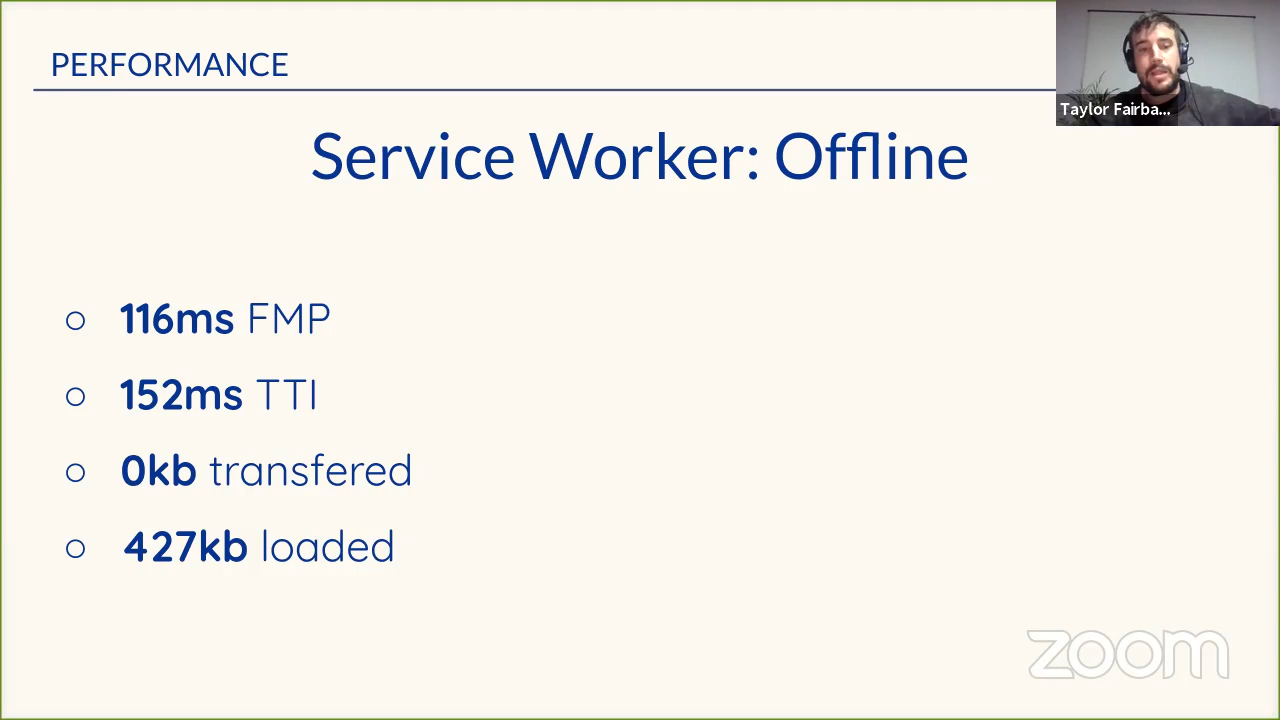 PERFORMANCE
Taylor Fairba...
Service Worker: Offline
116ms FMP
152ms TTI
0kb transfered
427kb loaded
zoom